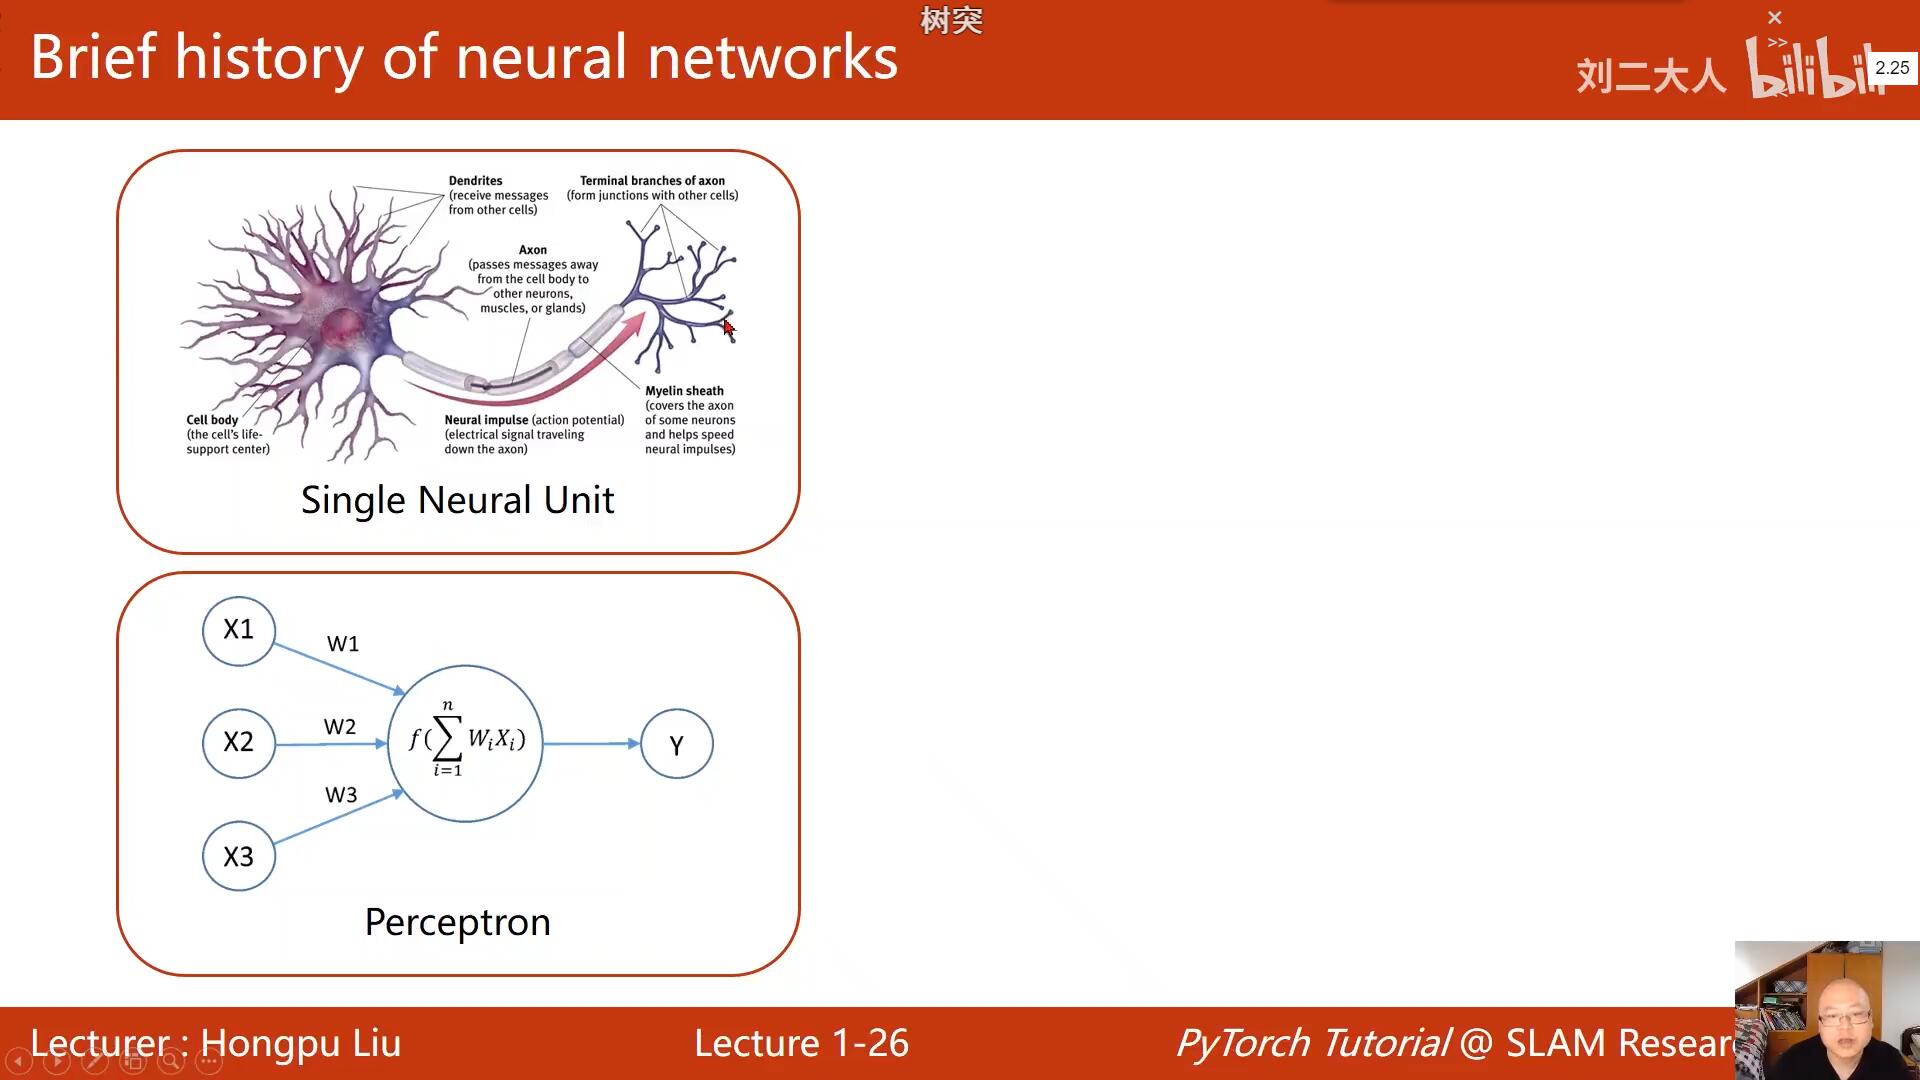 树突
Brief history of neural networks
刘二大人
bilibili
2.25
Dendrites
(receive messages
from other cells)
Terminal branches of axon
(form junctions with other cells)
Axon
(passes messages away
from the cell body to
other neurons,
muscles, or glands)
Cell body
(the cell's life-
support center)
Neural impulse (action potential)
(electrical signal traveling
down the axon)
Myelin sheath
(covers the axon
of some neurons
and helps speed
neural impulses)
Single Neural Unit
X1
W1
X2
W2
X3
W3
f(∑ⁿᵢ₌₁ WᵢXᵢ)
Y
Perceptron
Lecturer : Hongpu Liu
Lecture 1-26
PyTorch Tutorial @ SLAM Resear